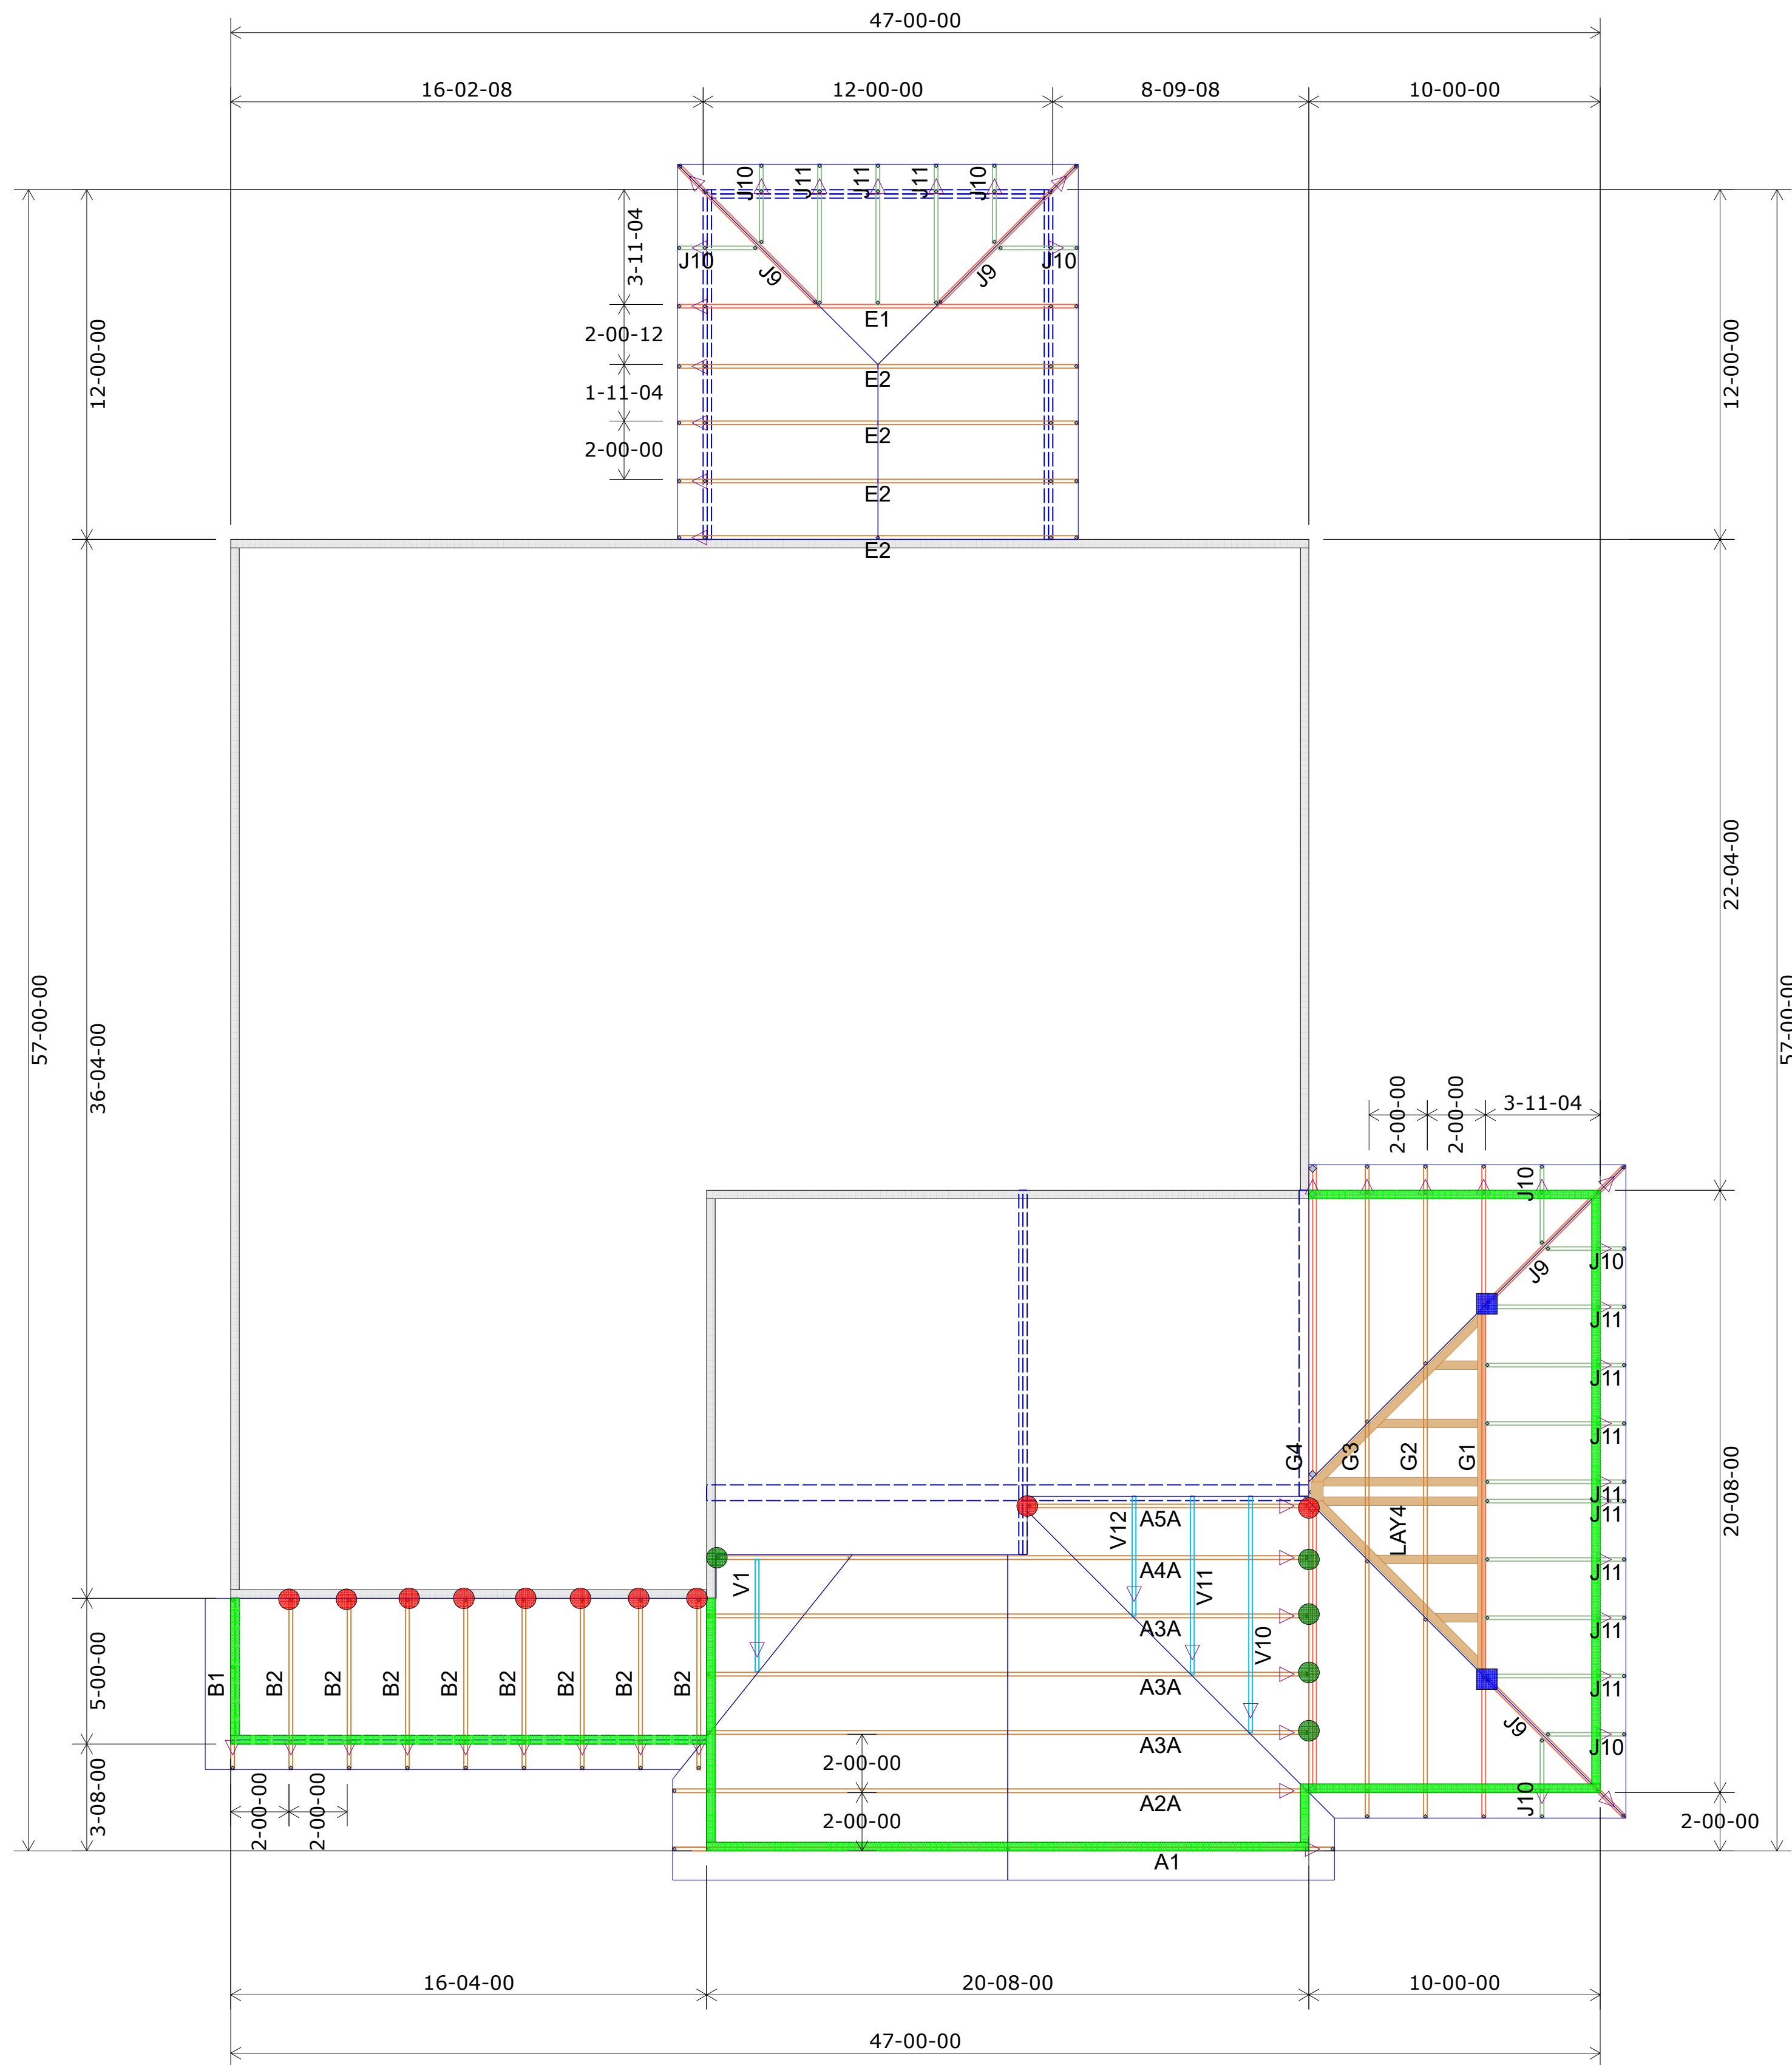 47-00-00
16-02-08 12-00-00 8-09-08 10-00-00
J10 J11 J11 J11 J10
J10 J9 J9 J10
3-11-04
E1
2-00-12
E2
1-11-04
E2
2-00-00
E2
E2
12-00-00
12-00-00
57-00-00
36-04-00
22-04-00
57-00-00
2-00-00 2-00-00 3-11-04
J10
J9 J10
J11
J11
J11
G4 G3 G2 G1
J11
J11
LAY4
20-08-00
V12 A5A
A4A
V1
J11
V11
A3A
J11
V10
A3A
J11
A3A
J9 J10
J10
B1 B2 B2 B2 B2 B2 B2 B2 B2
5-00-00
3-08-00
2-00-00 2-00-00
2-00-00
A2A
2-00-00
2-00-00
A1
16-04-00 20-08-00 10-00-00
47-00-00